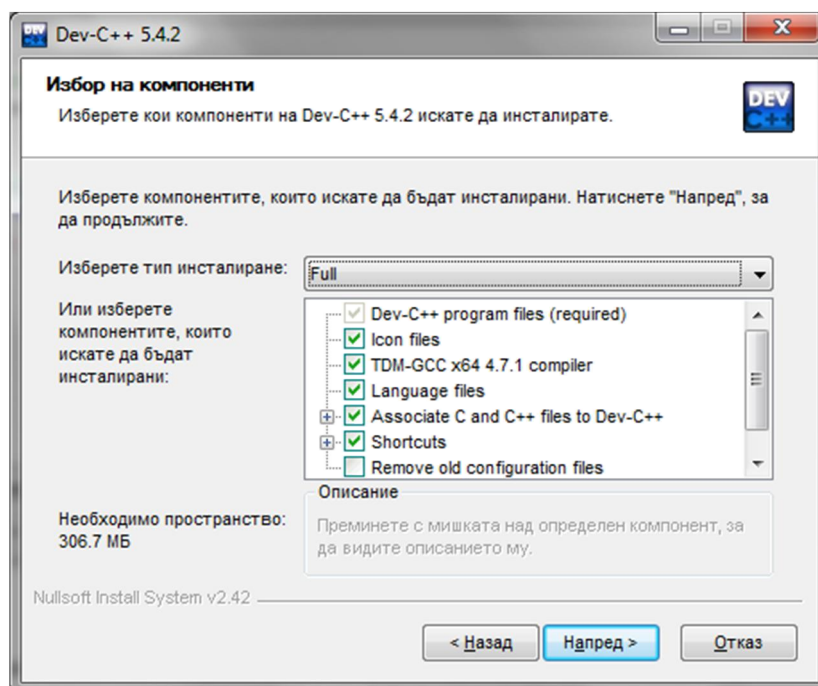 Dev-C++ 5.4.2
Избор на компоненти
Изберете кои компоненти на Dev-C++ 5.4.2 искате да инсталирате.
DEV
C++
Изберете компонентите, които искате да бъдат инсталирани. Натиснете "Напред", за
да продължите.
Изберете тип инсталиране:
Full
Или изберете
компонентите, които
искате да бъдат
инсталирани:
Dev-C++ program files (required)
Icon files
TDM-GCC x64 4.7.1 compiler
Language files
Associate C and C++ files to Dev-C++
Shortcuts
Remove old configuration files
Необходимо пространство:
306.7 МБ
Описание
Преминете с мишката над определен компонент, за
да видите описанието му.
Nullsoft Install System v2.42
< Назад
Напред >
Отказ